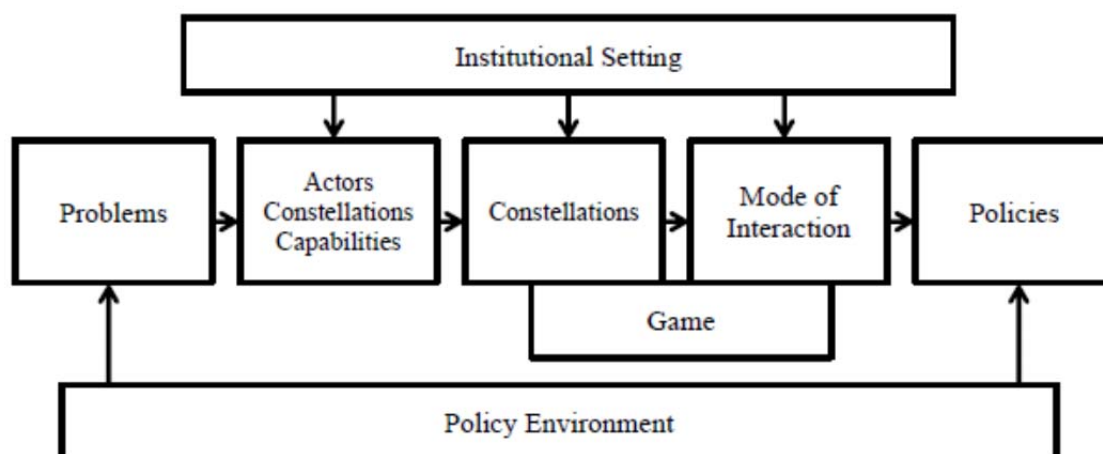 Institutional Setting
Problems
Actors
Constellations
Capabilities
Constellations
Mode of
Interaction
Policies
Game
Policy Environment